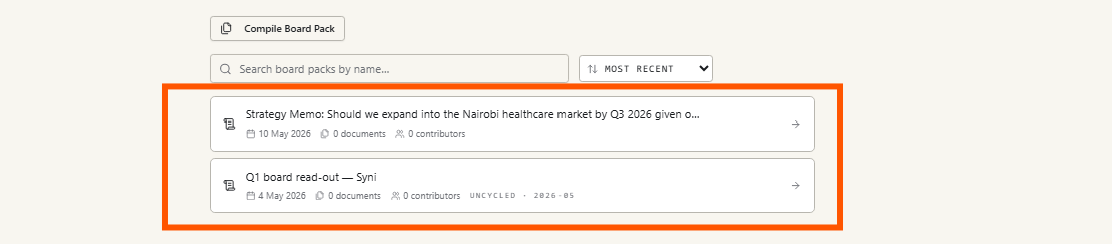 Compile Board Pack
Search board packs by name...
MOST RECENT
Strategy Memo: Should we expand into the Nairobi healthcare market by Q3 2026 given o...
10 May 2026 0 documents 0 contributors
Q1 board read-out — Syni
4 May 2026 0 documents 0 contributors UNCYCLED · 2026-05